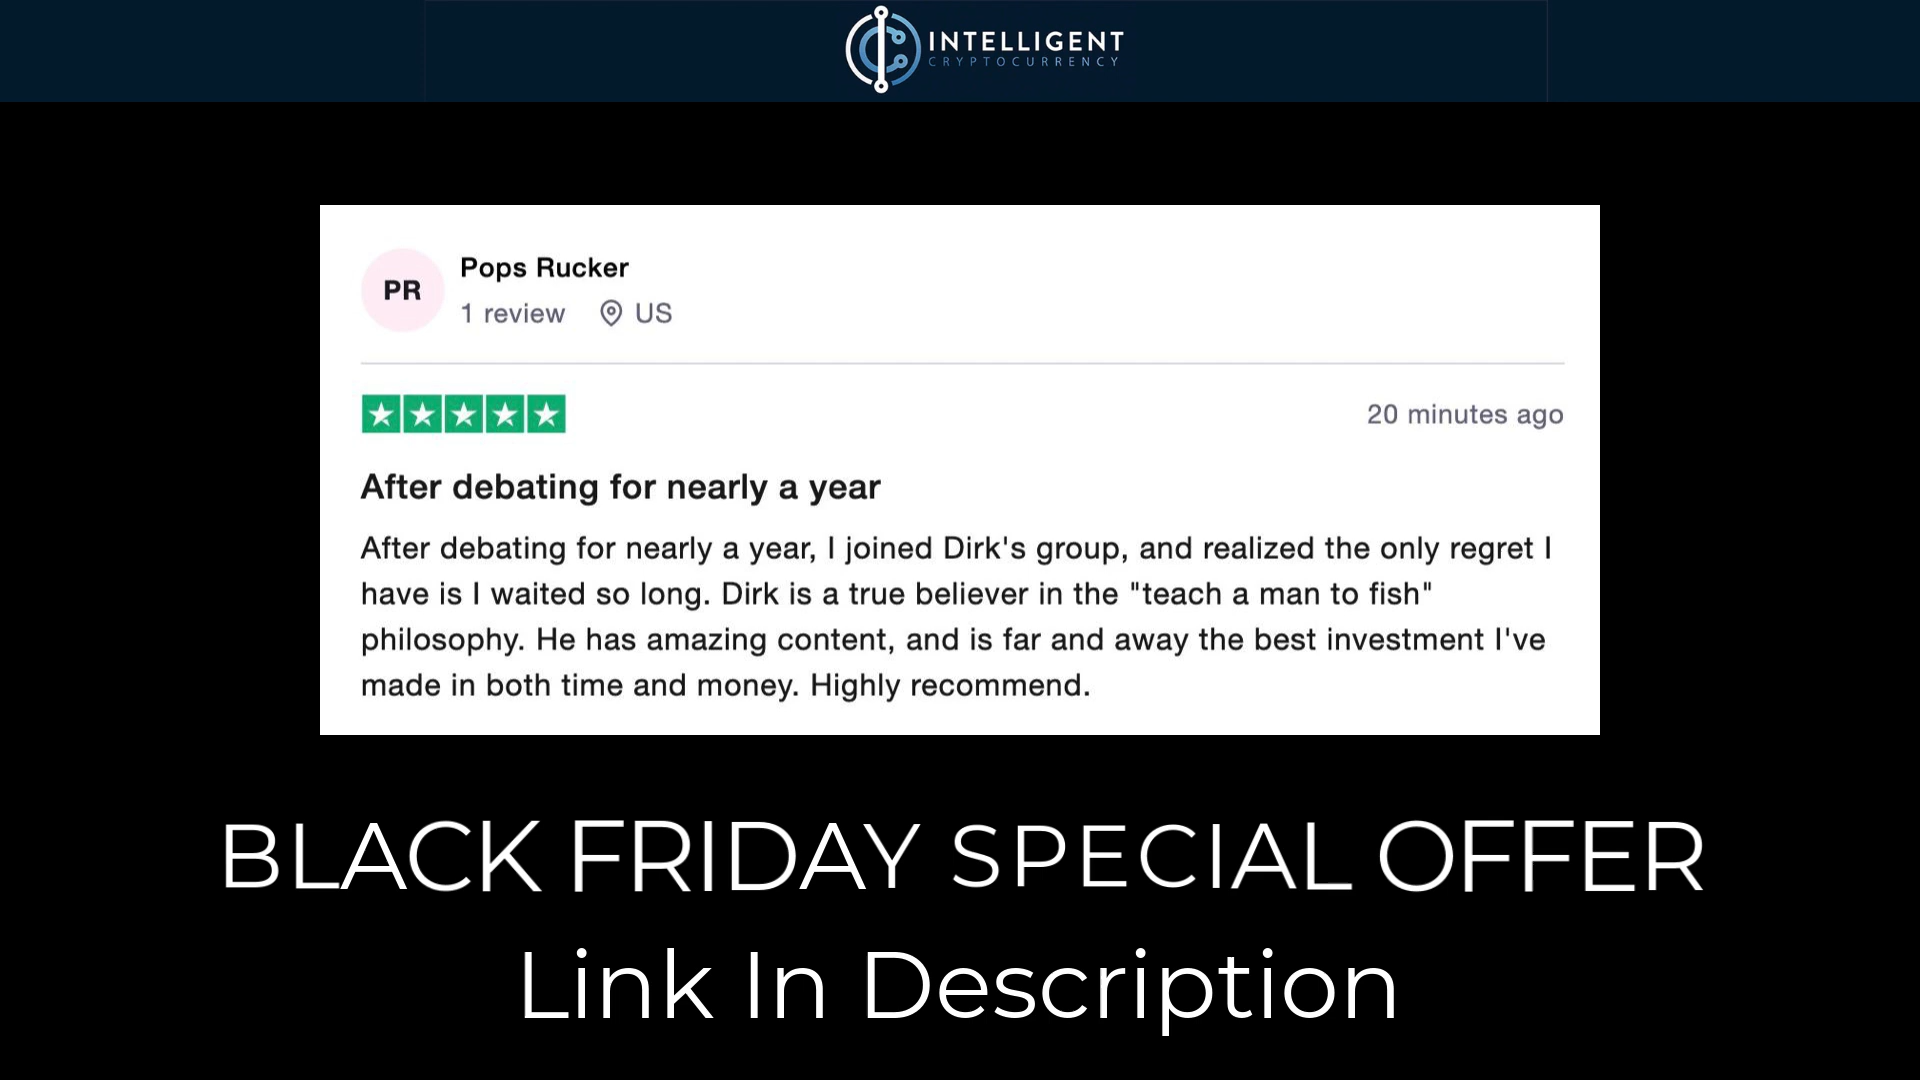 INTELLIGENT
CRYPTOCURRENCY
PR
Pops Rucker
1 review US
20 minutes ago
After debating for nearly a year
After debating for nearly a year, I joined Dirk's group, and realized the only regret I
have is I waited so long. Dirk is a true believer in the "teach a man to fish"
philosophy. He has amazing content, and is far and away the best investment I've
made in both time and money. Highly recommend.
BLACK FRIDAY SPECIAL OFFER
Link In Description